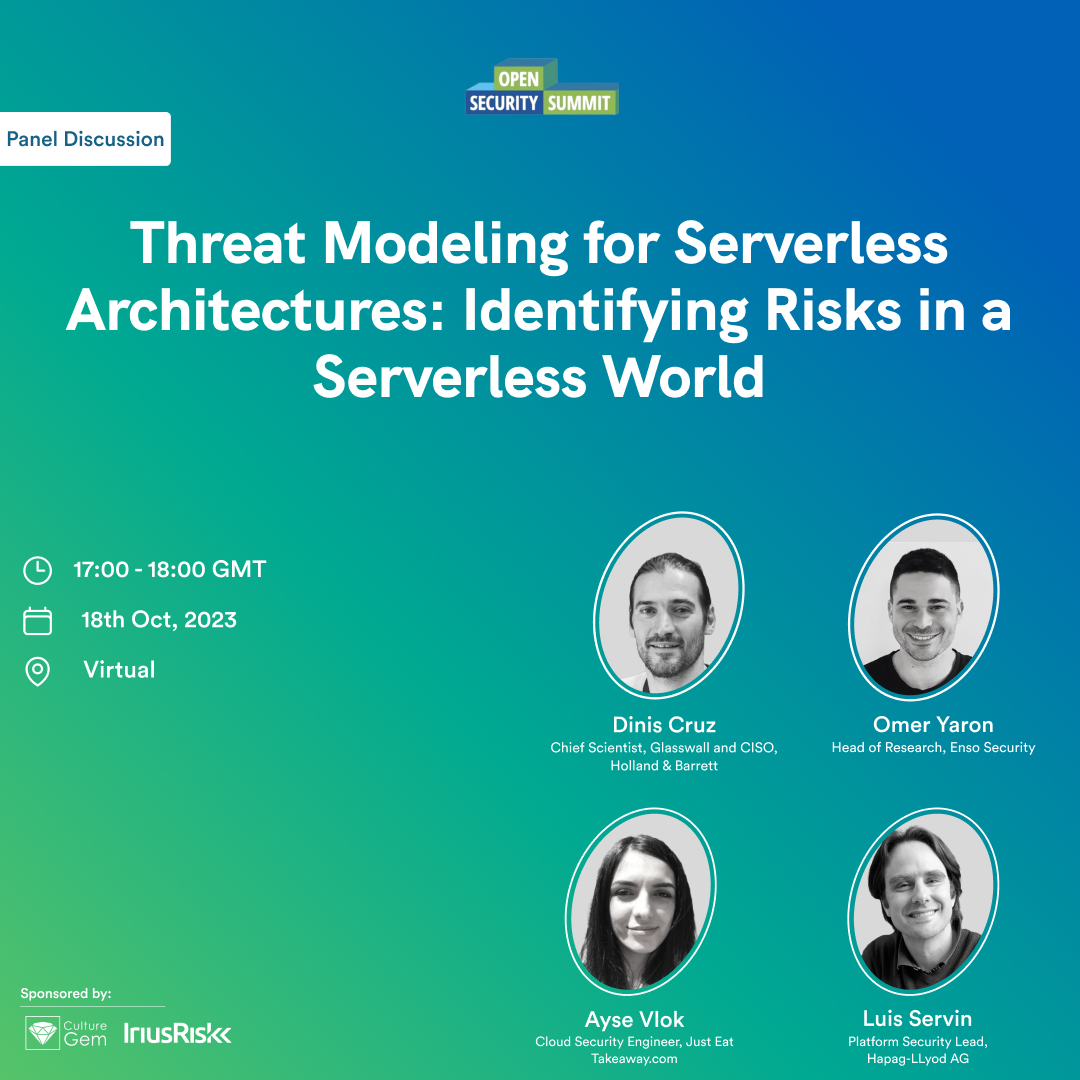 OPEN
SECURITY SUMMIT
Panel Discussion
Threat Modeling for Serverless
Architectures: Identifying Risks in a
Serverless World
17:00 - 18:00 GMT
18th Oct, 2023
Virtual
Dinis Cruz
Chief Scientist, Glasswall and CISO,
Holland & Barrett
Omer Yaron
Head of Research, Enso Security
Ayse Vlok
Cloud Security Engineer, Just Eat
Takeaway.com
Luis Servin
Platform Security Lead,
Hapag-LLyod AG
Sponsored by:
Culture
Gem
IriusRisk